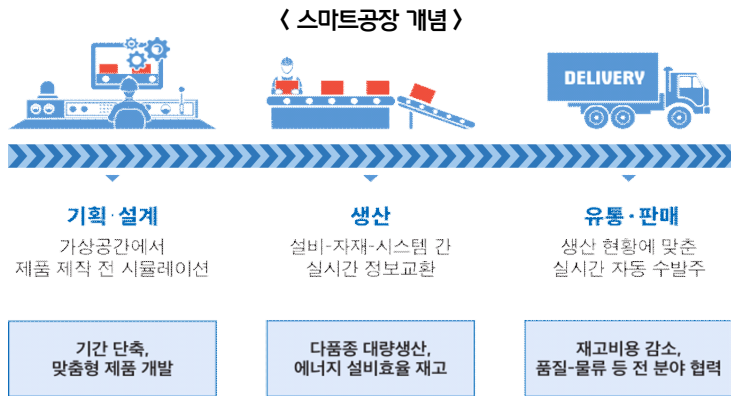 < 스마트공장 개념 >
DELIVERY
기획·설계
가상공간에서
제품 제작 전 시뮬레이션
기간 단축,
맞춤형 제품 개발
생산
설비-자재-시스템 간
실시간 정보교환
다품종 대량생산,
에너지 설비효율 재고
유통·판매
생산 현황에 맞춘
실시간 자동 수발주
재고비용 감소,
품질-물류 등 전 분야 협력